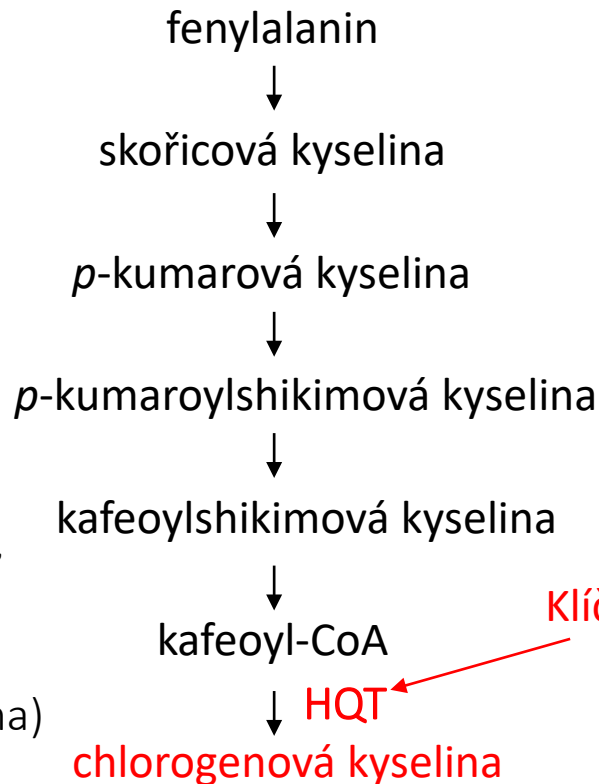 fenylalanin
skořicová kyselina
p-kumarová kyselina
p-kumaroylshikimová kyselina
kafeoylshikimová kyselina
kafeoyl-CoA
HQT
chlorogenová kyselina